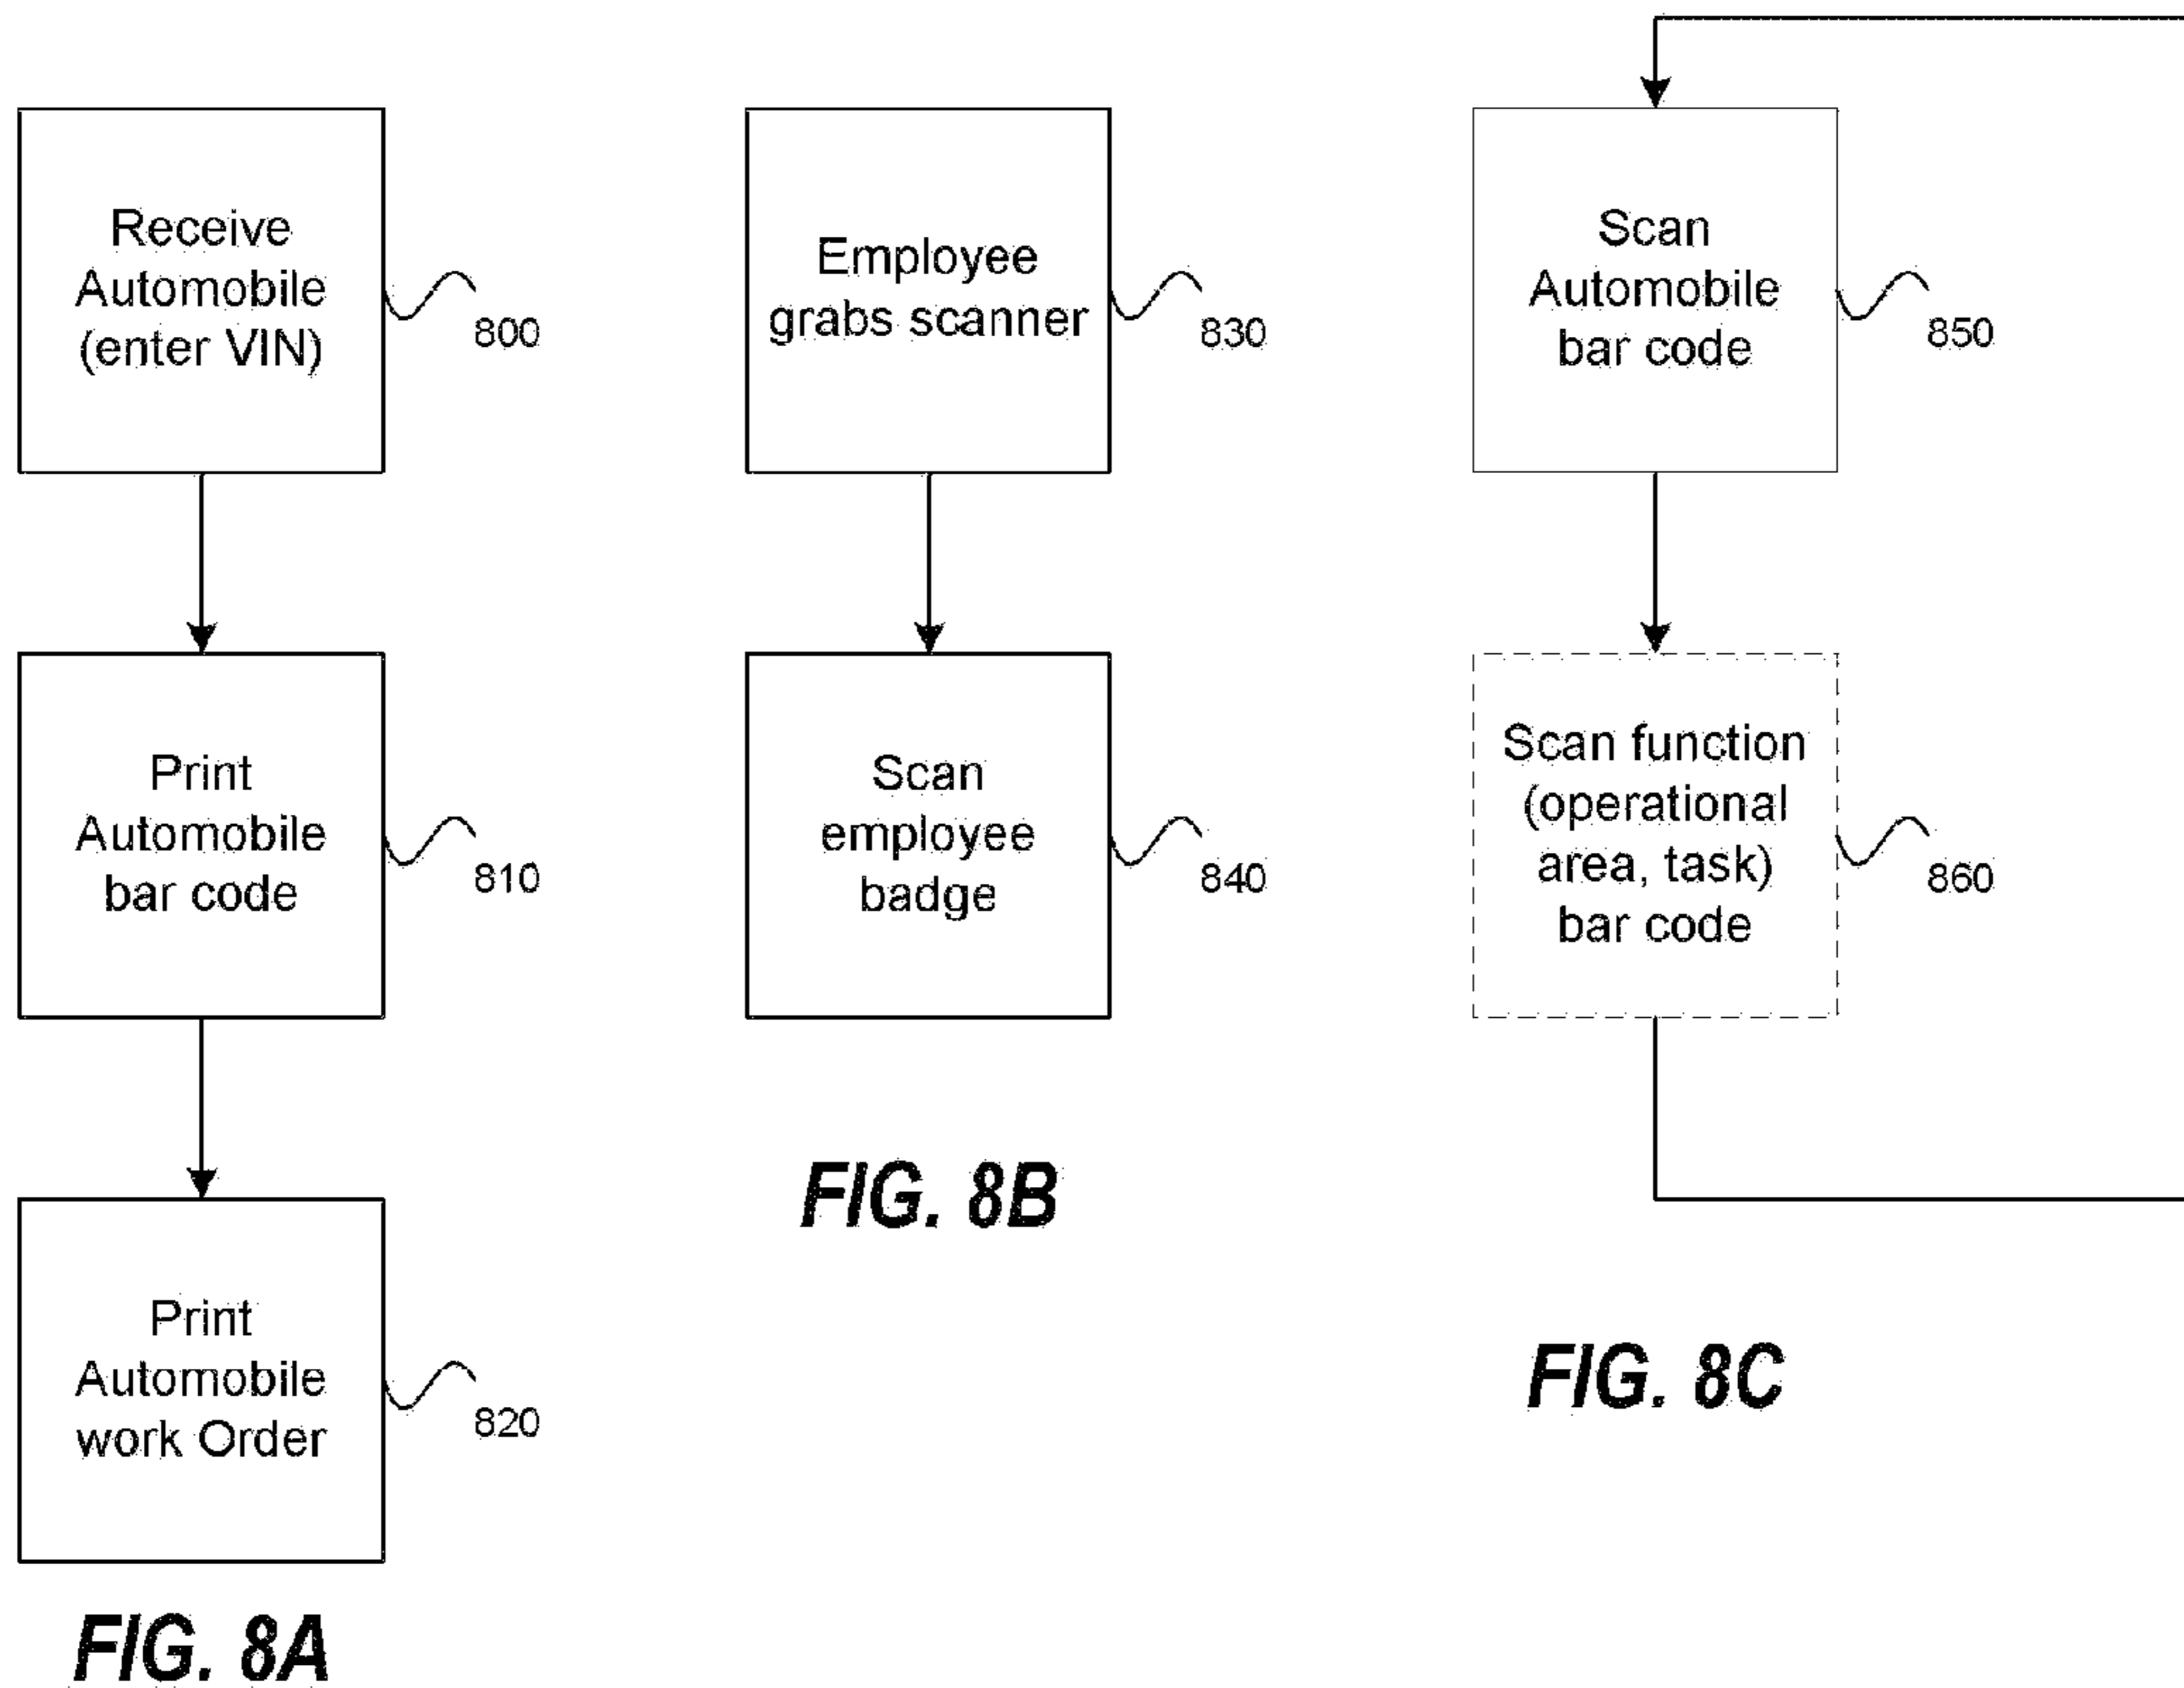 Receive
Automobile
(enter VIN)
800
Print
Automobile
bar code
810
Print
Automobile
work Order
820
FIG. 8A
Employee
grabs scanner
830
Scan
employee
badge
840
FIG. 8B
Scan
Automobile
bar code
850
Scan function
(operational
area, task)
bar code
860
FIG. 8C